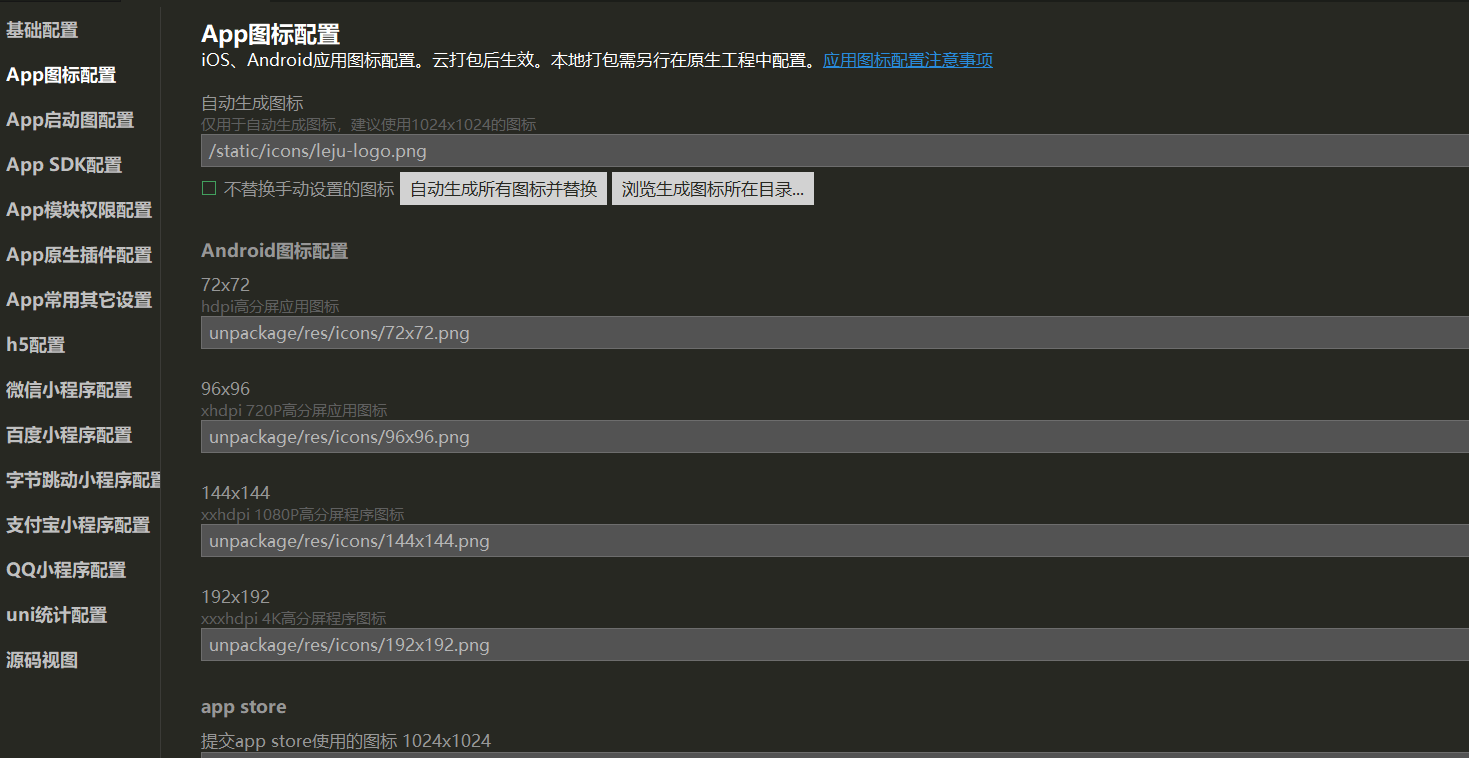 基础配置
App图标配置
App启动图配置
App SDK配置
App模块权限配置
App原生插件配置
App常用其它设置
h5配置
微信小程序配置
百度小程序配置
字节跳动小程序配置
支付宝小程序配置
QQ小程序配置
uni统计配置
源码视图
App图标配置
iOS、Android应用图标配置。云打包后生效。本地打包需另行在原生工程中配置。应用图标配置注意事项
自动生成图标
仅用于自动生成图标，建议使用1024x1024的图标
/static/icons/leju-logo.png
不替换手动设置的图标 自动生成所有图标并替换 浏览生成图标所在目录...
Android图标配置
72x72
hdpi高分屏应用图标
unpackage/res/icons/72x72.png
96x96
xhdpi 720P高分屏应用图标
unpackage/res/icons/96x96.png
144x144
xxhdpi 1080P高分屏程序图标
unpackage/res/icons/144x144.png
192x192
xxxhdpi 4K高分屏程序图标
unpackage/res/icons/192x192.png
app store
提交app store使用的图标 1024x1024